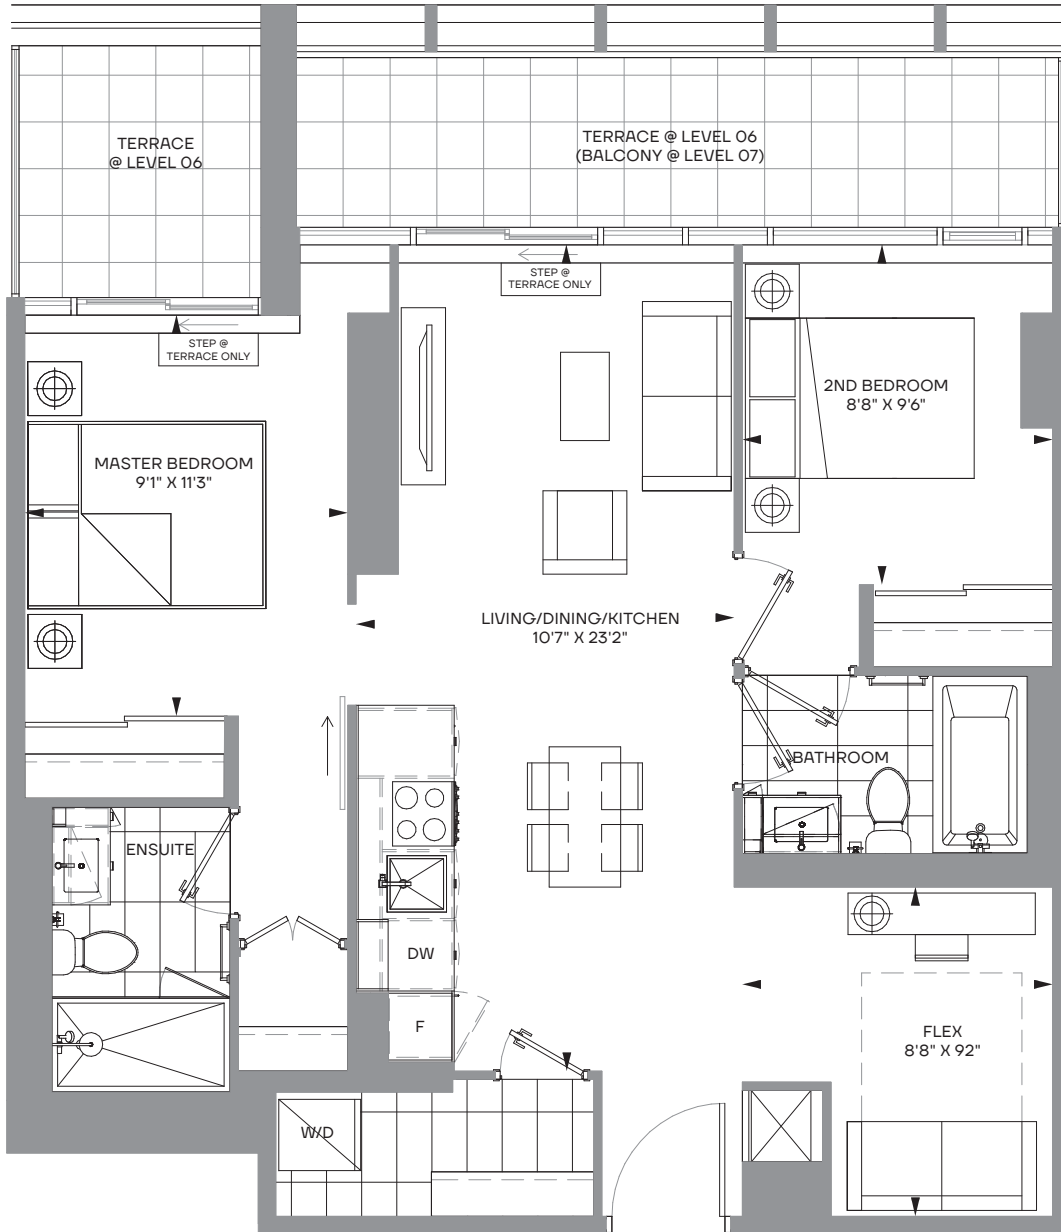 TERRACE
@ LEVEL 06
TERRACE @ LEVEL 06
(BALCONY @ LEVEL 07)
STEP @
TERRACE ONLY
STEP @
TERRACE ONLY
2ND BEDROOM
8'8" X 9'6"
MASTER BEDROOM
9'1" X 11'3"
LIVING/DINING/KITCHEN
10'7" X 23'2"
BATHROOM
ENSUITE
DW
F
FLEX
8'8" X 92"
W/D